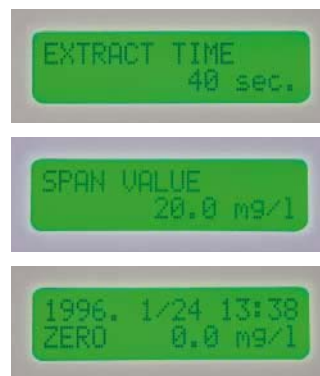 EXTRACT TIME
40 sec.
SPAN VALUE
20.0 mg/l
1996. 1/24 13:38
ZERO 0.0 mg/l